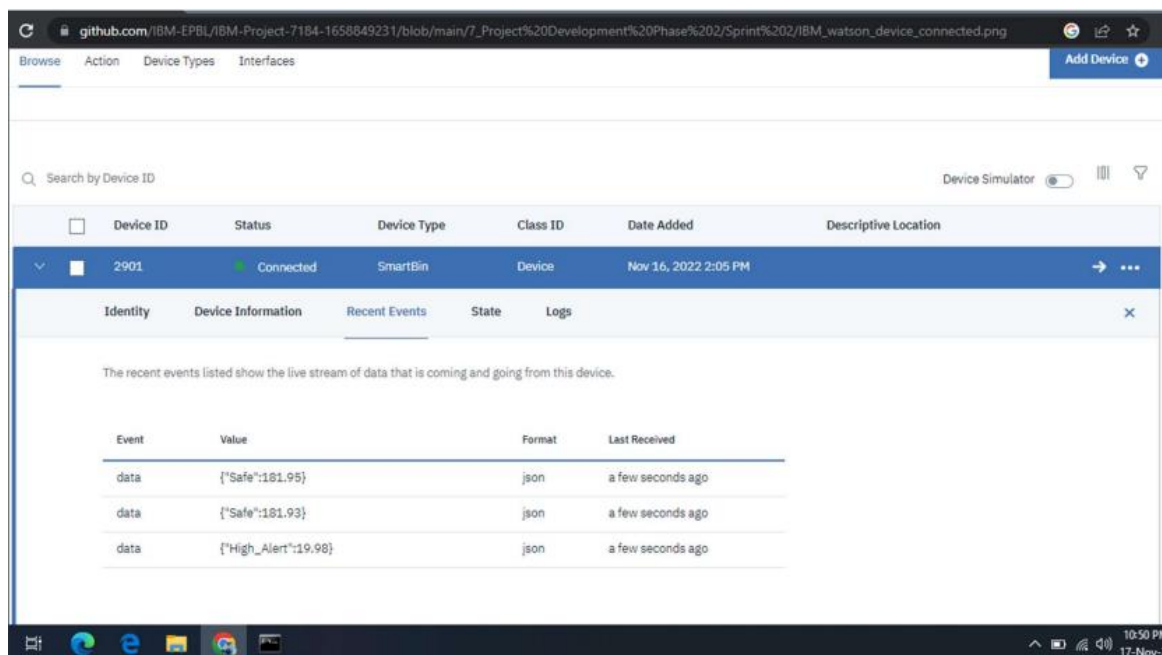 github.com/IBM-EPBL/IBM-Project-7184-1658849231/blob/main/7_Project%20Development%20Phase%202/Sprint%202/IBM_watson_device_connected.png
Browse Action Device Types Interfaces Add Device
Search by Device ID Device Simulator
Device ID Status Device Type Class ID Date Added Descriptive Location
2901 Connected SmartBin Device Nov 16, 2022 2:05 PM
Identity Device Information Recent Events State Logs
The recent events listed show the live stream of data that is coming and going from this device.
Event Value Format Last Received
data {"Safe":181.95} json a few seconds ago
data {"Safe":181.93} json a few seconds ago
data {"High_Alert":19.98} json a few seconds ago
10:50 PM
17-Nov-